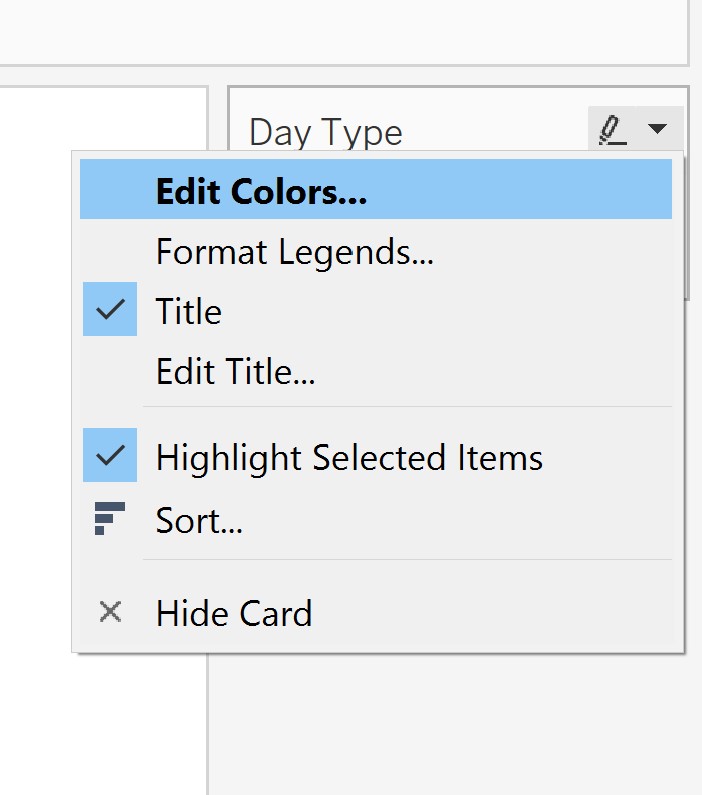 Day Type
Edit Colors...
Format Legends...
Title
Edit Title...
Highlight Selected Items
Sort...
Hide Card